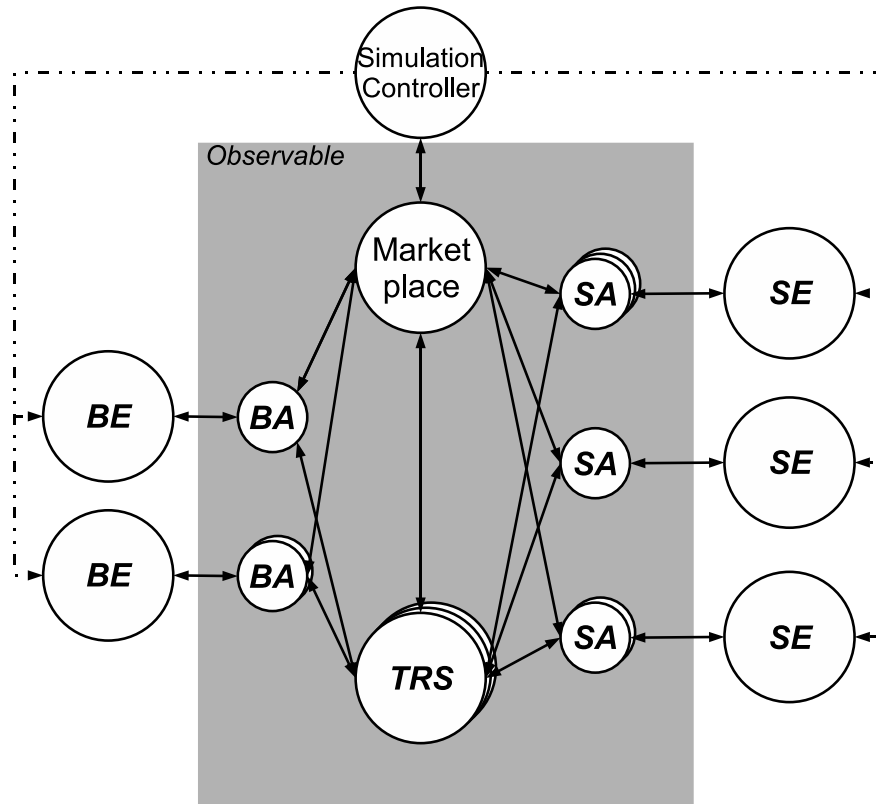 Simulation
Controller
Observable
Market
place
SA
SE
BE
BA
SA
SE
BE
BA
SA
SE
TRS